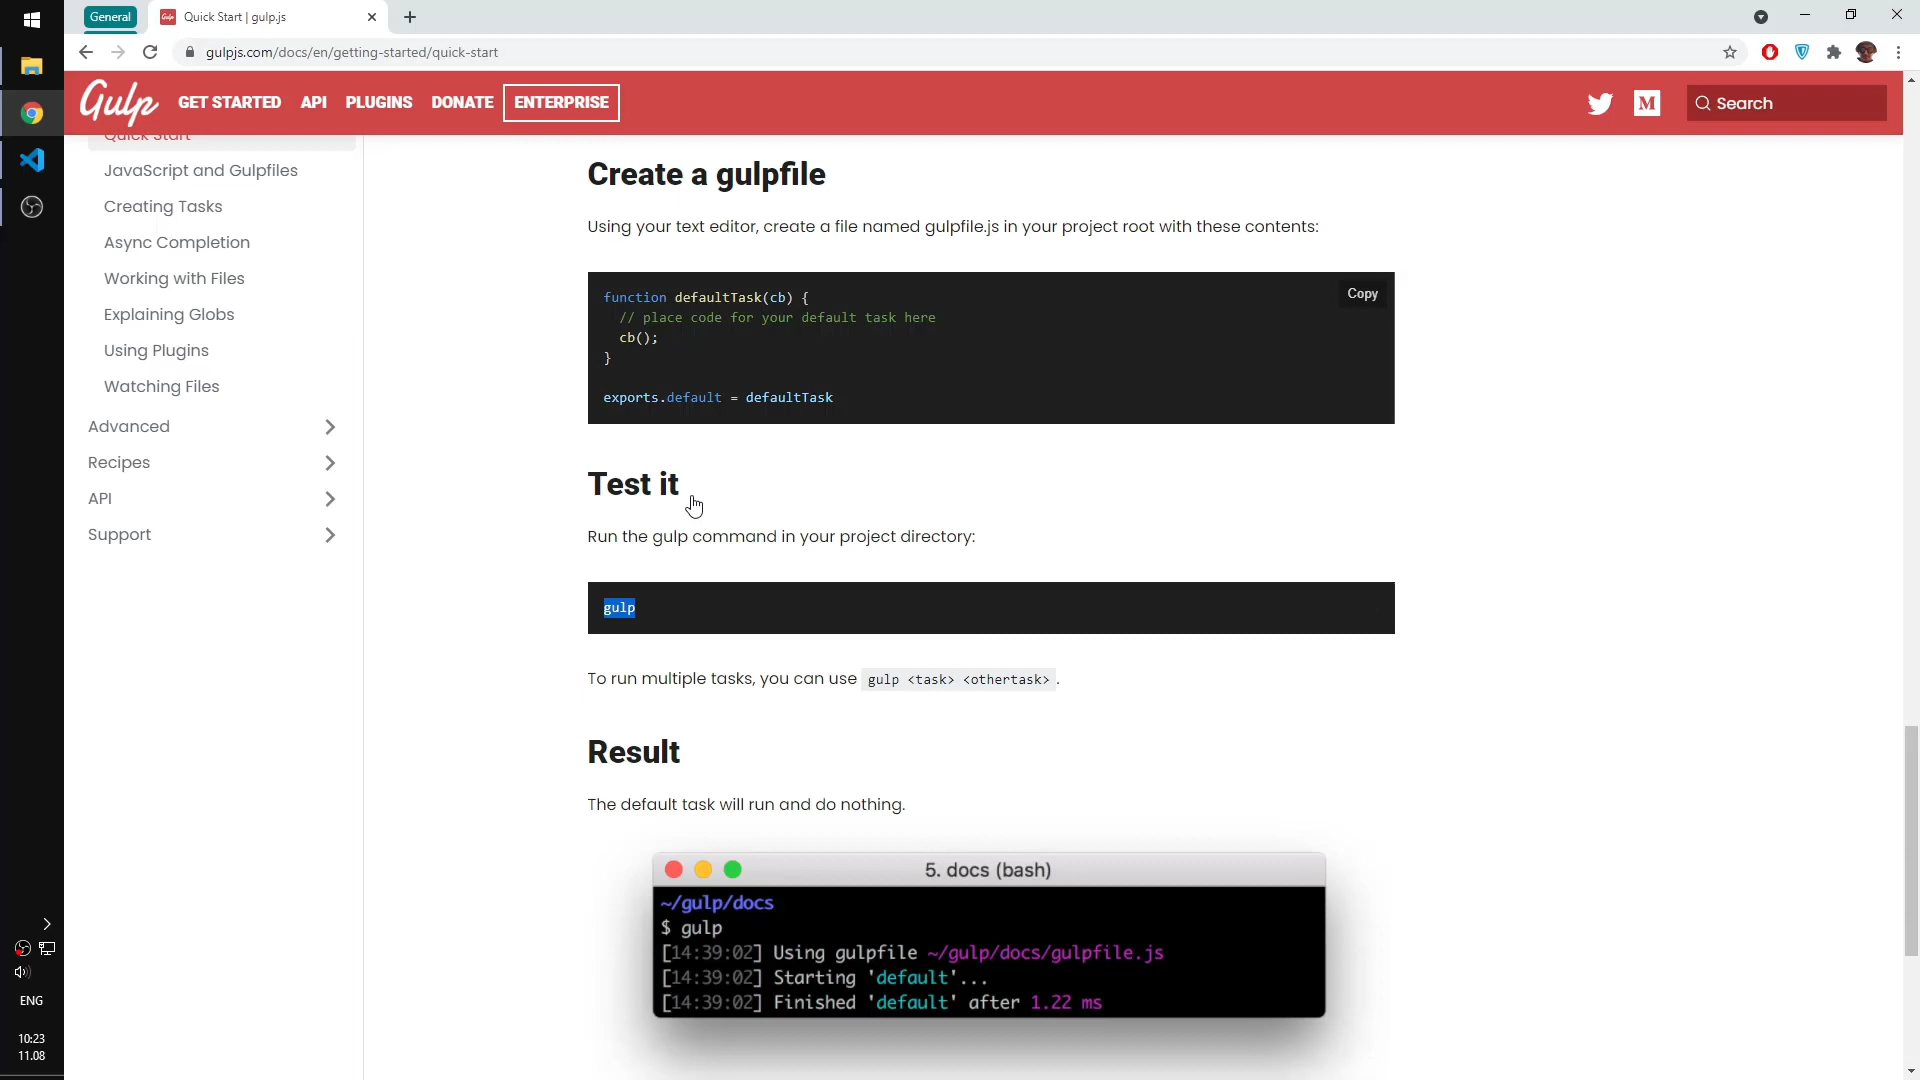 General
Quick Start | gulp.js
gulpjs.com/docs/en/getting-started/quick-start
Gulp
GET STARTED
API
PLUGINS
DONATE
ENTERPRISE
M
Search
Quick Start
JavaScript and Gulpfiles
Creating Tasks
Async Completion
Working with Files
Explaining Globs
Using Plugins
Watching Files
Advanced
Recipes
API
Support
Create a gulpfile
Using your text editor, create a file named gulpfile.js in your project root with these contents:
Copy
function defaultTask(cb) {
// place code for your default task here
cb();
}
exports.default = defaultTask
Test it
Run the gulp command in your project directory:
gulp
To run multiple tasks, you can use gulp <task> <othertask> .
Result
The default task will run and do nothing.
5. docs (bash)
~/gulp/docs
$ gulp
[14:39:02] Using gulpfile ~/gulp/docs/gulpfile.js
[14:39:02] Starting 'default'...
[14:39:02] Finished 'default' after 1.22 ms
ENG
10:23
11.08